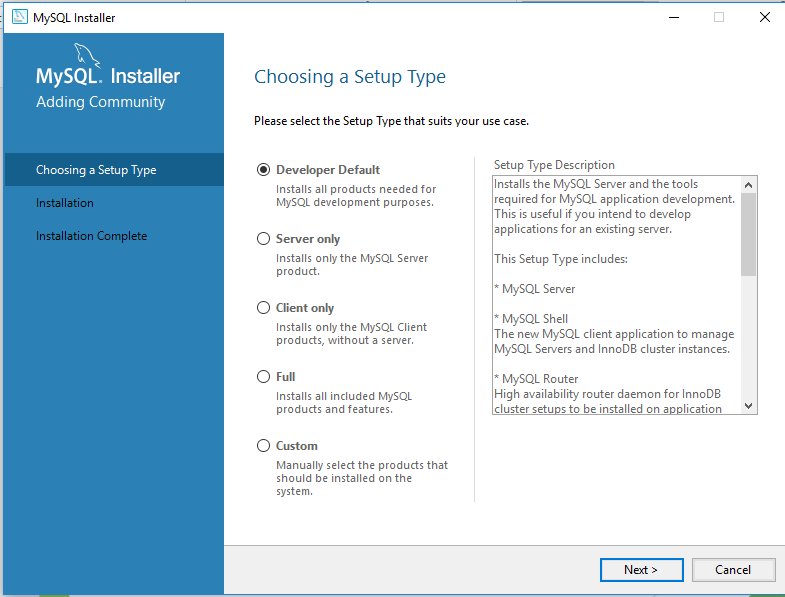 MySQL Installer
MySQL. Installer
Adding Community
Choosing a Setup Type
Installation
Installation Complete
Choosing a Setup Type
Please select the Setup Type that suits your use case.
Developer Default
Installs all products needed for
MySQL development purposes.
Server only
Installs only the MySQL Server
product.
Client only
Installs only the MySQL Client
products, without a server.
Full
Installs all included MySQL
products and features.
Custom
Manually select the products that
should be installed on the
system.
Setup Type Description
Installs the MySQL Server and the tools
required for MySQL application development.
This is useful if you intend to develop
applications for an existing server.
This Setup Type includes:
* MySQL Server
* MySQL Shell
The new MySQL client application to manage
MySQL Servers and InnoDB cluster instances.
* MySQL Router
High availability router daemon for InnoDB
cluster setups to be installed on application
Next >
Cancel